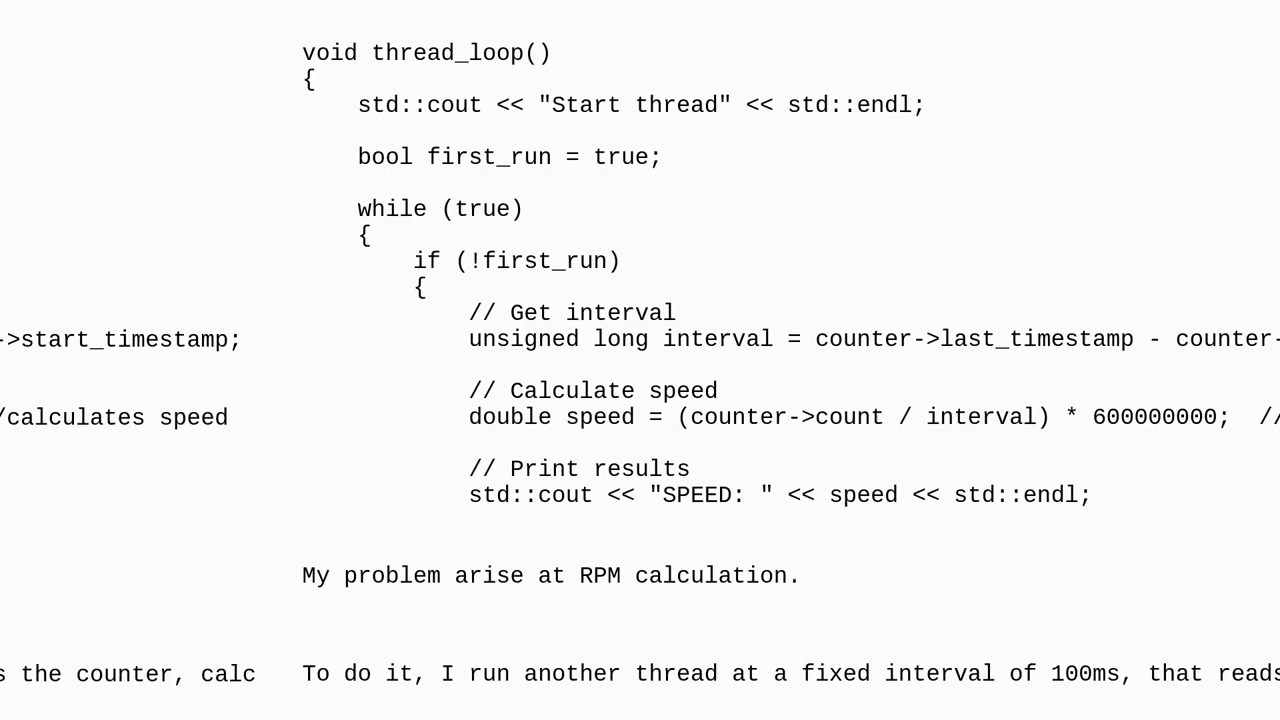 void thread_loop()
{
    std::cout << "Start thread" << std::endl;
    bool first_run = true;
    while (true)
    {
        if (!first_run)
        {
            // Get interval
->start_timestamp;
            unsigned long interval = counter->last_timestamp - counter-
            // Calculate speed
/calculates speed
            double speed = (counter->count / interval) * 600000000;  //
            // Print results
            std::cout << "SPEED: " << speed << std::endl;
My problem arise at RPM calculation.
s the counter, calc
To do it, I run another thread at a fixed interval of 100ms, that reads